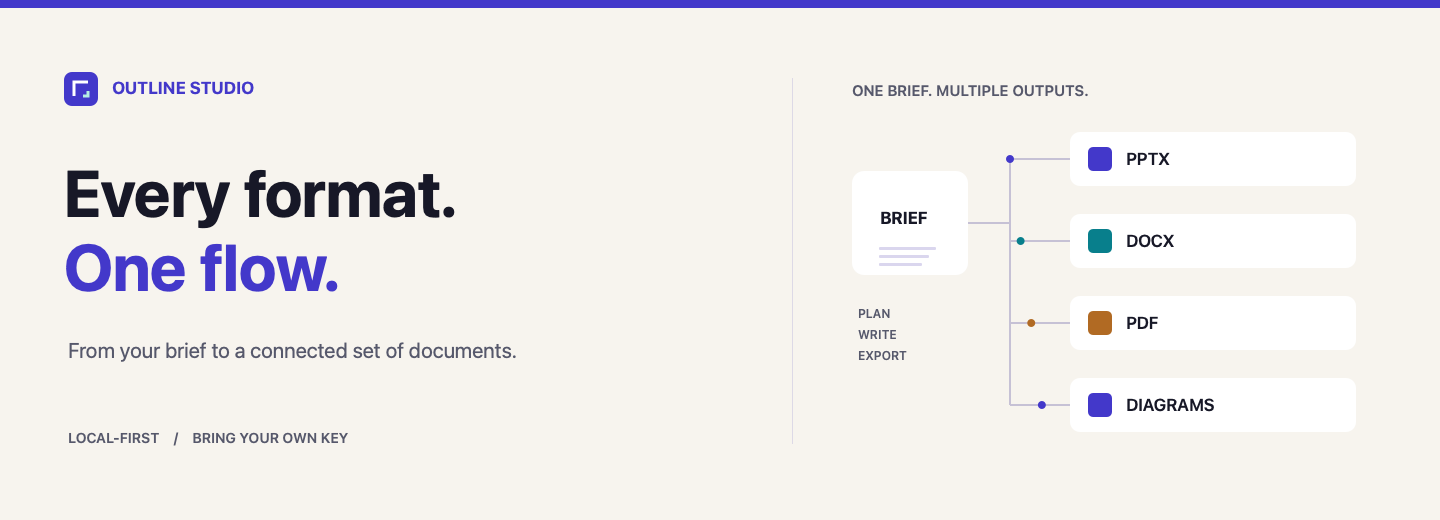 OUTLINE STUDIO
Every format.
One flow.
From your brief to a connected set of documents.
LOCAL-FIRST / BRING YOUR OWN KEY
ONE BRIEF. MULTIPLE OUTPUTS.
BRIEF
PLAN
WRITE
EXPORT
PPTX
DOCX
PDF
DIAGRAMS